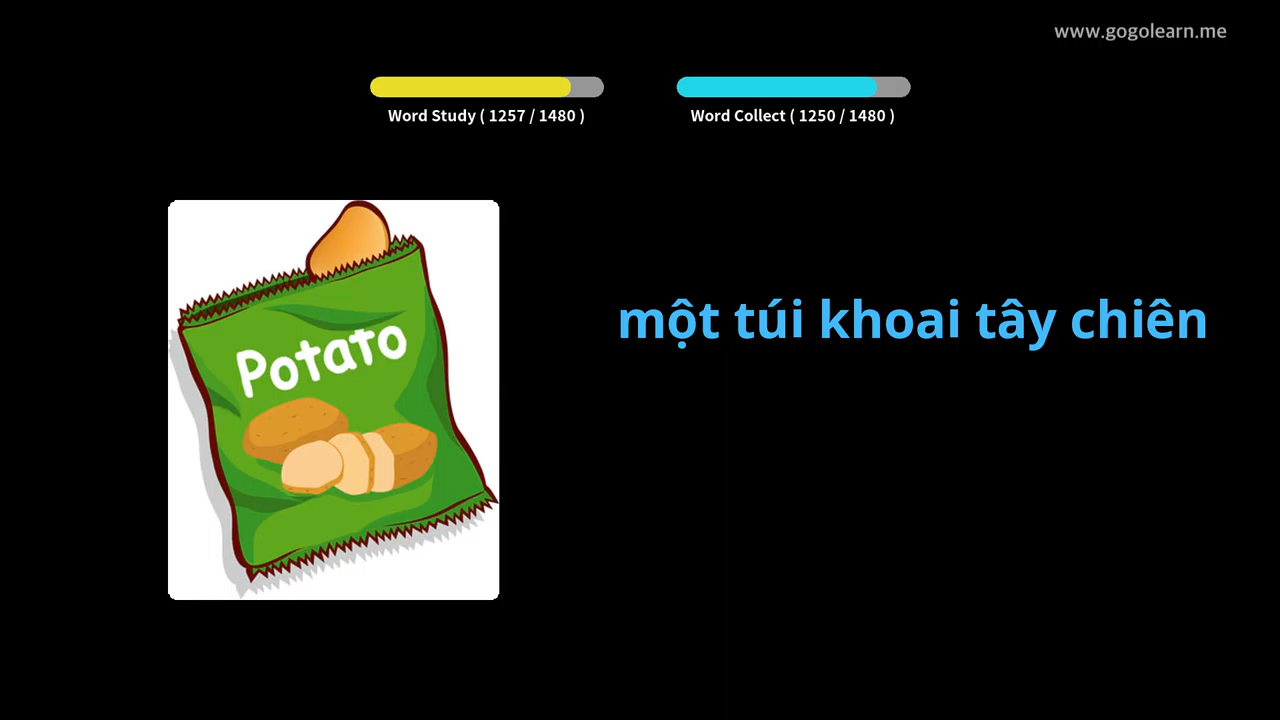 www.gogolearn.me
Word Study ( 1257 / 1480 )
Word Collect ( 1250 / 1480 )
Potato
một túi khoai tây chiên